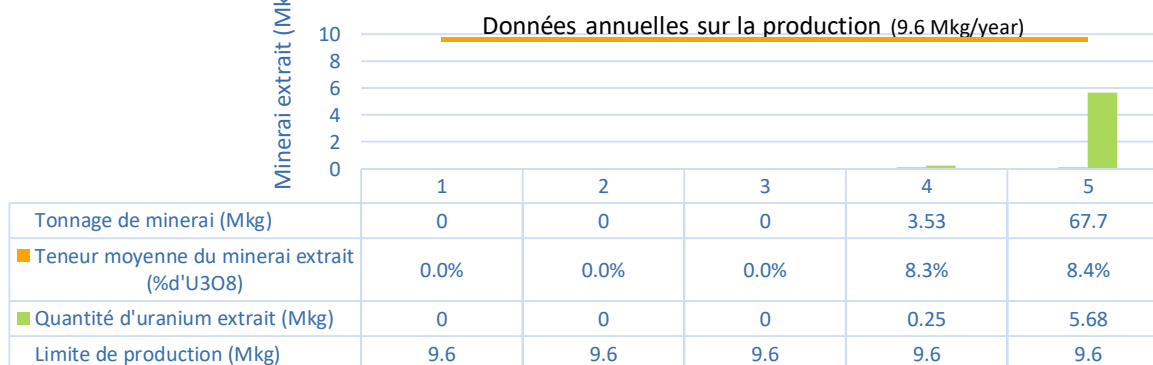 Données annuelles sur la production (9.6 Mkg/year)
Minerai extrait
10
8
6
4
2
0
1 2 3 4 5
Tonnage de minerai (Mkg) 0 0 0 3.53 67.7
Teneur moyenne du minerai extrait
(%d'U3O8) 0.0% 0.0% 0.0% 8.3% 8.4%
Quantité d'uranium extrait (Mkg) 0 0 0 0.25 5.68
Limite de production (Mkg) 9.6 9.6 9.6 9.6 9.6